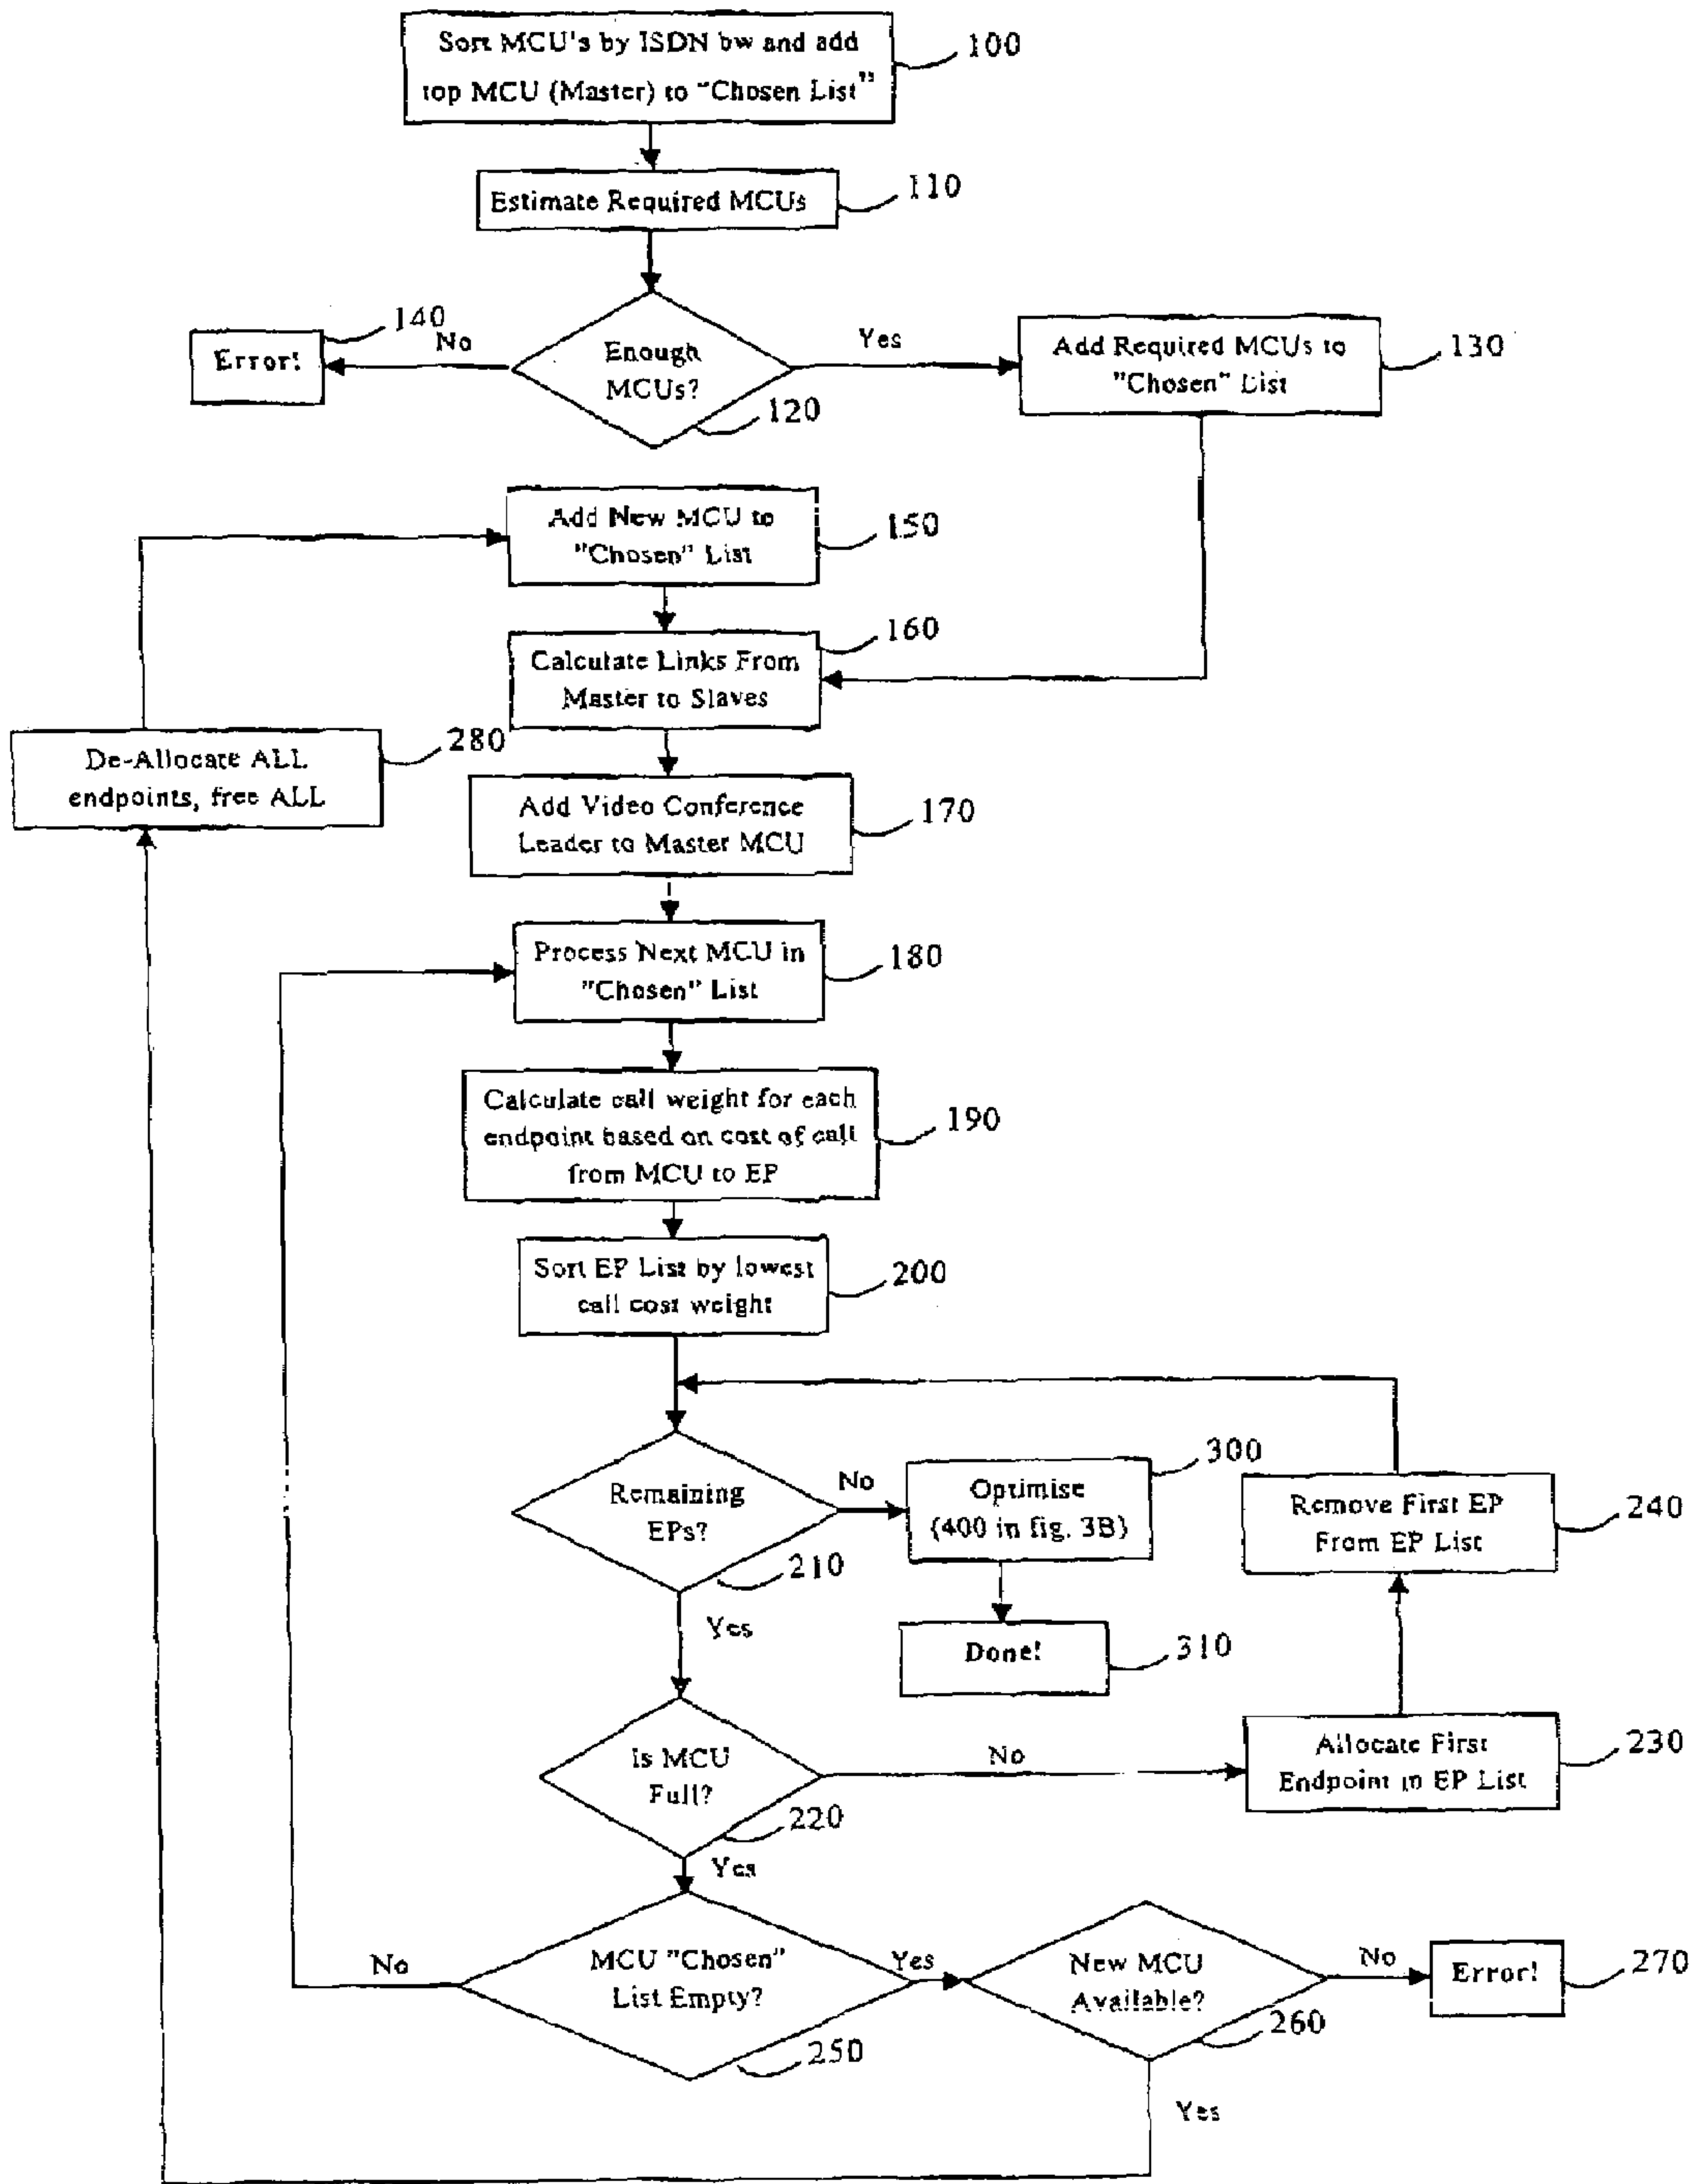 Sort MCU's by ISDN bw and add
top MCU (Master) to "Chosen List"
100
Estimate Required MCUs
110
Enough
MCUs?
120
No
Yes
Error!
140
Add Required MCUs to
"Chosen" List
130
Add New MCU to
"Chosen" List
150
Calculate Links From
Master to Slaves
160
De-Allocate ALL
endpoints, free ALL
280
Add Video Conference
Leader to Master MCU
170
Process Next MCU in
"Chosen" List
180
Calculate call weight for each
endpoint based on cost of call
from MCU to EP
190
Sort EP List by lowest
call cost weight
200
Remaining
EPs?
210
No
Yes
Optimise
(400 in fig. 3B)
300
Done!
310
Remove First EP
From EP List
240
Is MCU
Full?
220
No
Yes
Allocate First
Endpoint in EP List
230
MCU "Chosen"
List Empty?
250
No
Yes
New MCU
Available?
260
No
Yes
Error!
270